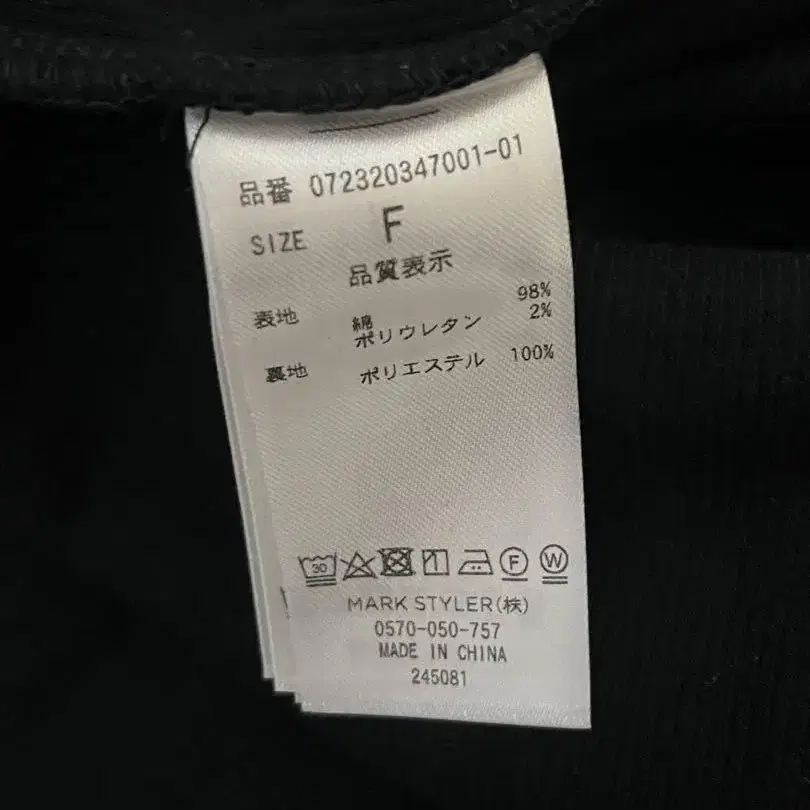 品番 072320347001-01
SIZE F
品質表示
表地 綿 98%
ポリウレタン 2%
裏地 ポリエステル 100%
30 F W
MARK STYLER(株)
0570-050-757
MADE IN CHINA
245081